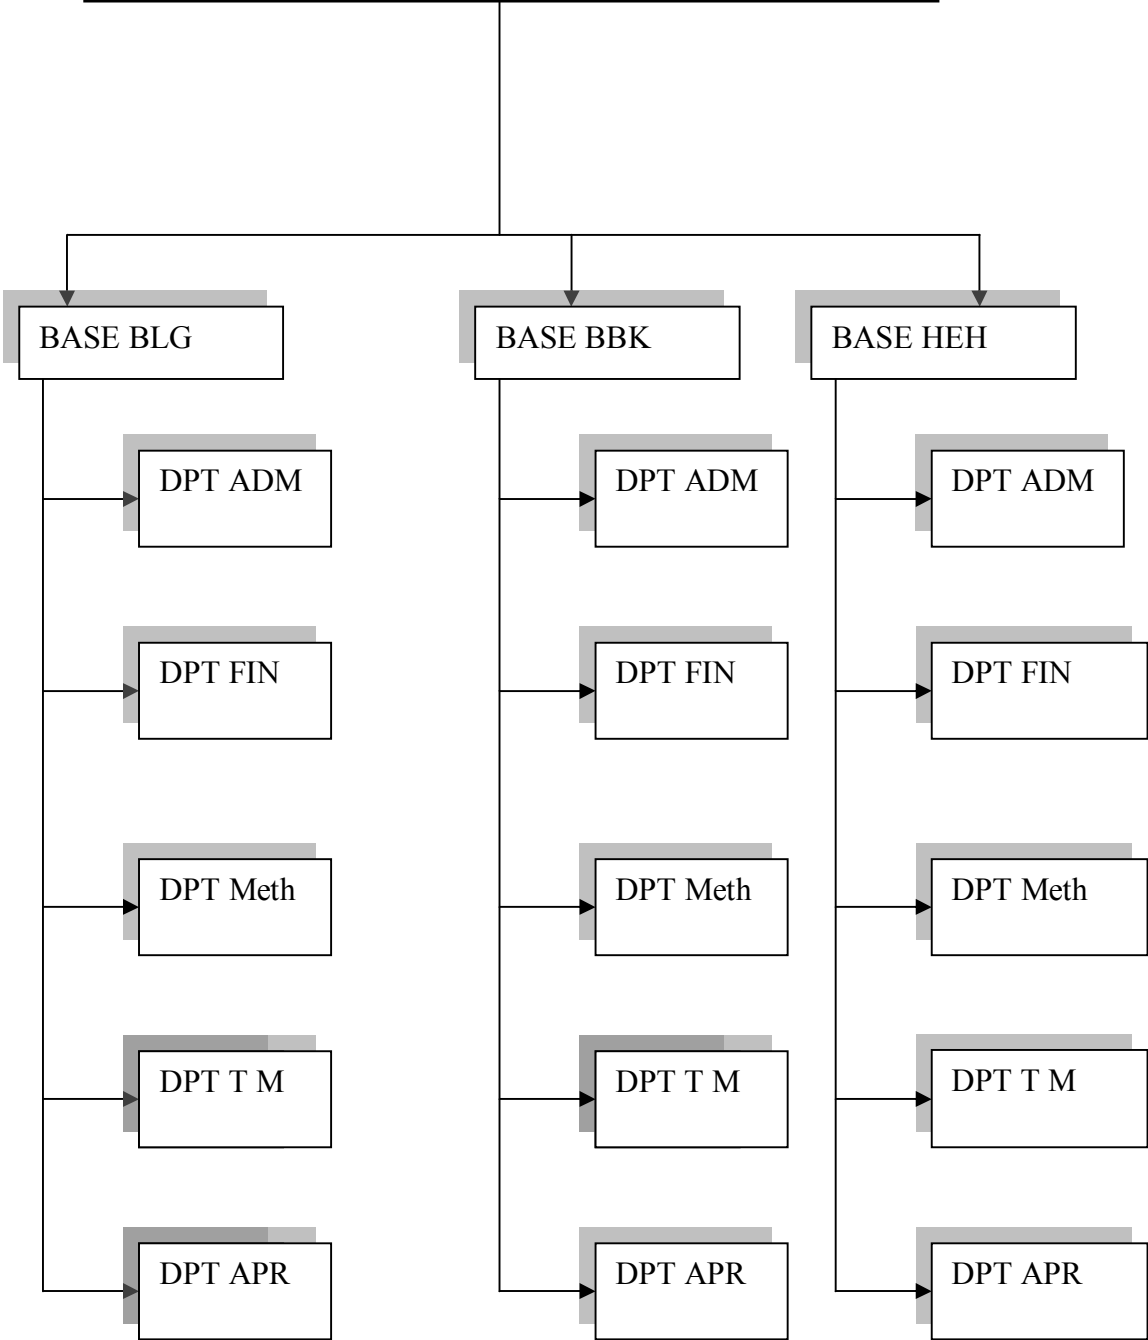 BASE BLG
BASE BBK
BASE HEH
DPT ADM
DPT ADM
DPT ADM
DPT FIN
DPT FIN
DPT FIN
DPT Meth
DPT Meth
DPT Meth
DPT T M
DPT T M
DPT T M
DPT APR
DPT APR
DPT APR